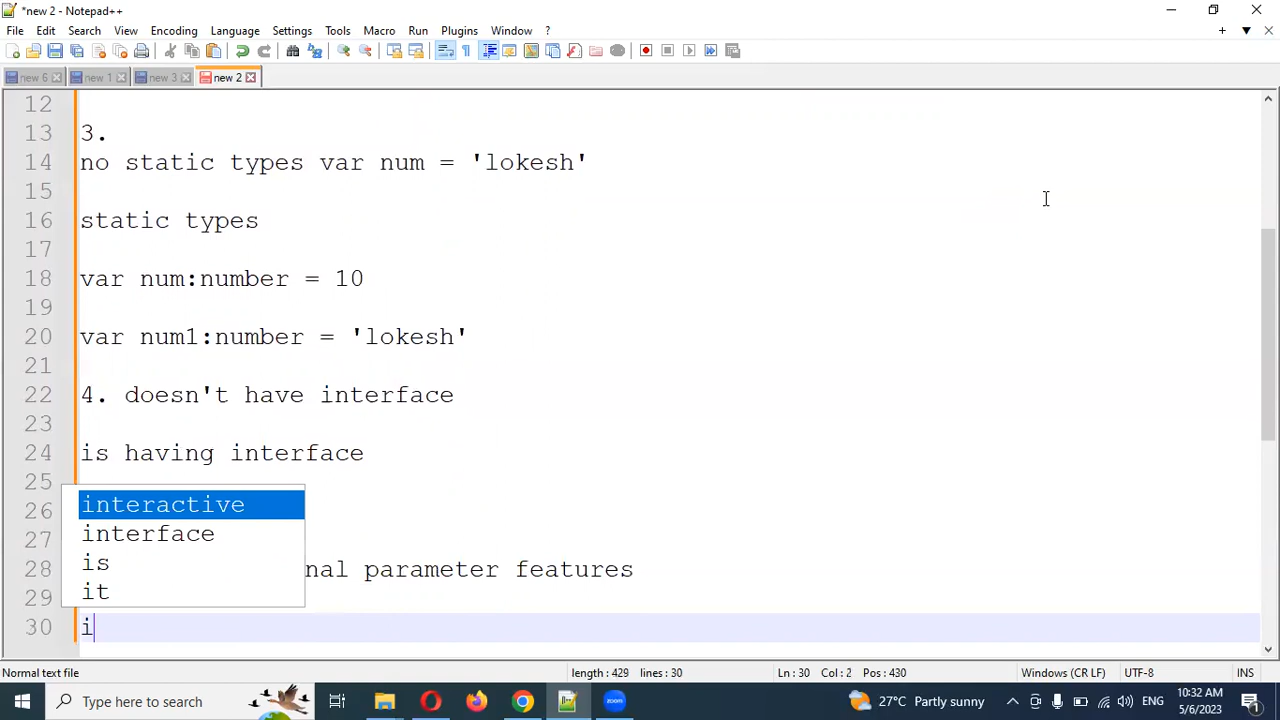 *new 2 - Notepad++
File Edit Search View Encoding Language Settings Tools Macro Run Plugins Window ?
new 6 new 1 new 3 new 2
12
13 3.
14 no static types var num = 'lokesh'
15
16 static types
17
18 var num:number = 10
19
20 var num1:number = 'lokesh'
21
22 4. doesn't have interface
23
24 is having interface
25
interactive
26
interface
27
is
28 nal parameter features
it
29
30 i
Normal text file length : 429 lines : 30 Ln : 30 Col : 2 Pos : 430 Windows (CR LF) UTF-8 INS
Type here to search 27°C Partly sunny ENG 10:32 AM 5/6/2023 1
zoom